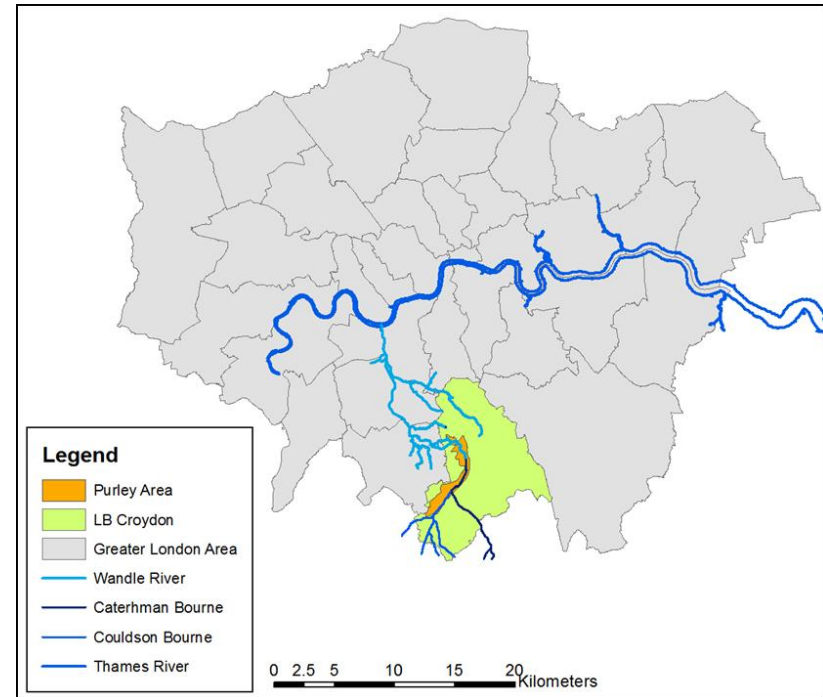 Legend
Purley Area
LB Croydon
Greater London Area
Wandle River
Caterhman Bourne
Couldson Bourne
Thames River
0 2.5 5 10 15 20
Kilometers